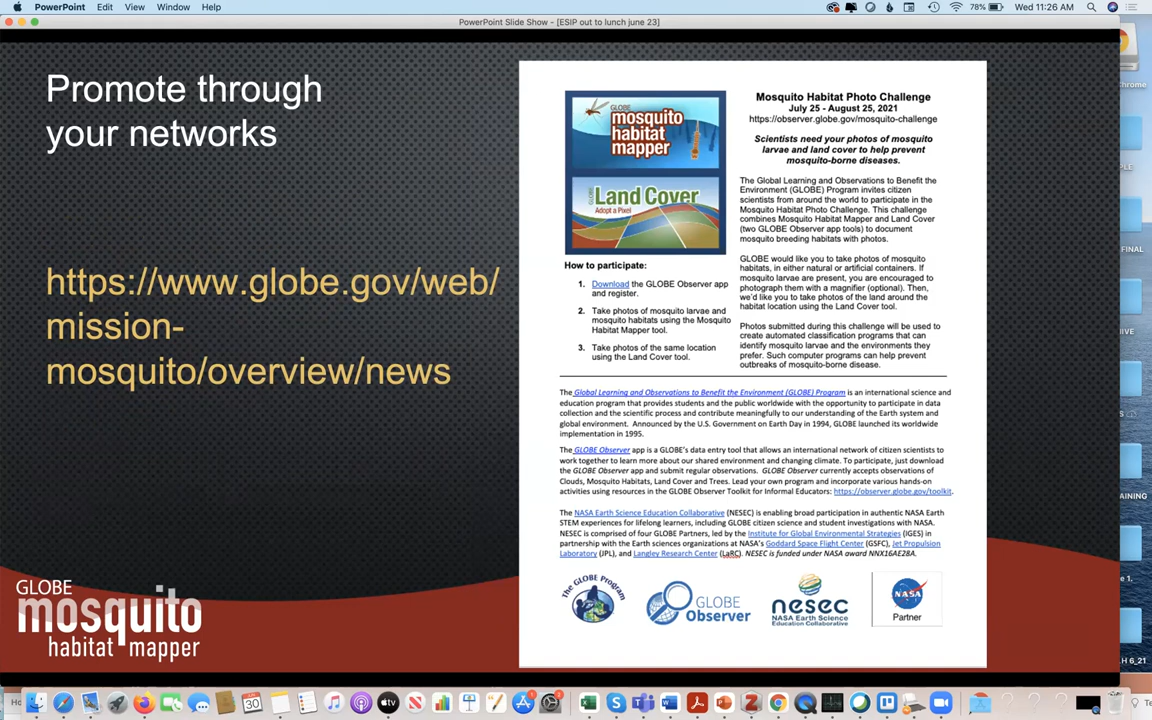 PowerPoint Edit View Window Help
78% Wed 11:26 AM
PowerPoint Slide Show - [ESIP out to lunch june 23]
Promote through
your networks
https://www.globe.gov/web/
mission-
mosquito/overview/news
GLOBE
mosquito
habitat mapper
GLOBE
mosquito
habitat
mapper
GLOBE
Land Cover
Adopt a Pixel
Mosquito Habitat Photo Challenge
July 25 - August 25, 2021
https://observer.globe.gov/mosquito-challenge
Scientists need your photos of mosquito
larvae and land cover to help prevent
mosquito-borne diseases.
The Global Learning and Observations to Benefit the
Environment (GLOBE) Program invites citizen
scientists from around the world to participate in the
Mosquito Habitat Photo Challenge. This challenge
combines Mosquito Habitat Mapper and Land Cover
(two GLOBE Observer app tools) to document
mosquito breeding habitats with photos.
GLOBE would like you to take photos of mosquito
habitats, in either natural or artificial containers. If
mosquito larvae are present, you are encouraged to
photograph them with a magnifier (optional). Then,
we'd like you to take photos of the land around the
habitat location using the Land Cover tool.
Photos submitted during this challenge will be used to
create automated classification programs that can
identify mosquito larvae and the environments they
prefer. Such computer programs can help prevent
outbreaks of mosquito-borne disease.
How to participate:
1. Download the GLOBE Observer app
and register.
2. Take photos of mosquito larvae and
mosquito habitats using the Mosquito
Habitat Mapper tool.
3. Take photos of the same location
using the Land Cover tool.
The Global Learning and Observations to Benefit the Environment (GLOBE) Program is an international science and
education program that provides students and the public worldwide with the opportunity to participate in data
collection and the scientific process and contribute meaningfully to our understanding of the Earth system and
global environment. Announced by the U.S. Government on Earth Day in 1994, GLOBE launched its worldwide
implementation in 1995.
The GLOBE Observer app is a GLOBE's data entry tool that allows an international network of citizen scientists to
work together to learn more about our shared environment and changing climate. To participate, just download
the GLOBE Observer app and submit regular observations. GLOBE Observer currently accepts observations of
Clouds, Mosquito Habitats, Land Cover and Trees. Lead your own program and incorporate various hands-on
activities using resources in the GLOBE Observer Toolkit for Informal Educators: https://observer.globe.gov/toolkit.
The NASA Earth Science Education Collaborative (NESEC) is enabling broad participation in authentic NASA Earth
STEM experiences for lifelong learners, including GLOBE citizen science and student investigations with NASA.
NESEC is comprised of four GLOBE Partners, led by the Institute for Global Environmental Strategies (IGES) in
partnership with the Earth sciences organizations at NASA's Goddard Space Flight Center (GSFC), Jet Propulsion
Laboratory (JPL), and Langley Research Center (LaRC). NESEC is funded under NASA award NNX16AE28A.
The GLOBE Program
GLOBE
Observer
nesec
NASA Earth Science
Education Collaborative
NASA
Partner
hrome
PLE
FINAL
IIVE
S
AINING
e 1.
H 6_21
30
tv